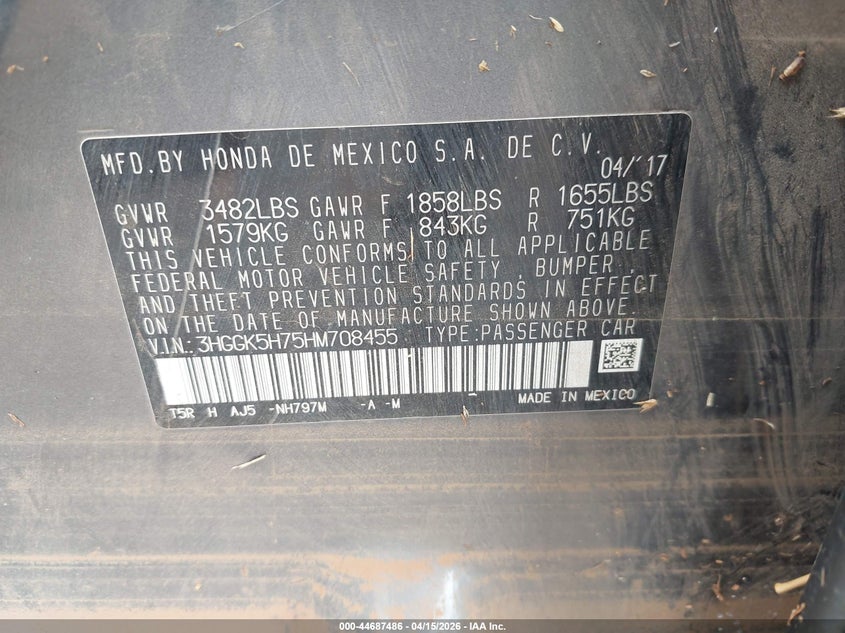 MFD.BY HONDA DE MEXICO S.A. DE C.V.
04/'17
GVWR 3482LBS GAWR F 1858LBS R 1655LBS
GVWR 1579KG GAWR F 843KG R 751KG
THIS VEHICLE CONFORMS TO ALL APPLICABLE
FEDERAL MOTOR VEHICLE SAFETY, BUMPER,
AND THEFT PREVENTION STANDARDS IN EFFECT
ON THE DATE OF MANUFACTURE SHOWN ABOVE.
V.I.N.:3HGGK5H75HM708455 TYPE:PASSENGER CAR
T5R H AJ5 -NH797M -A -M - MADE IN MEXICO
000-44687486 - 04/15/2026 - IAA Inc.